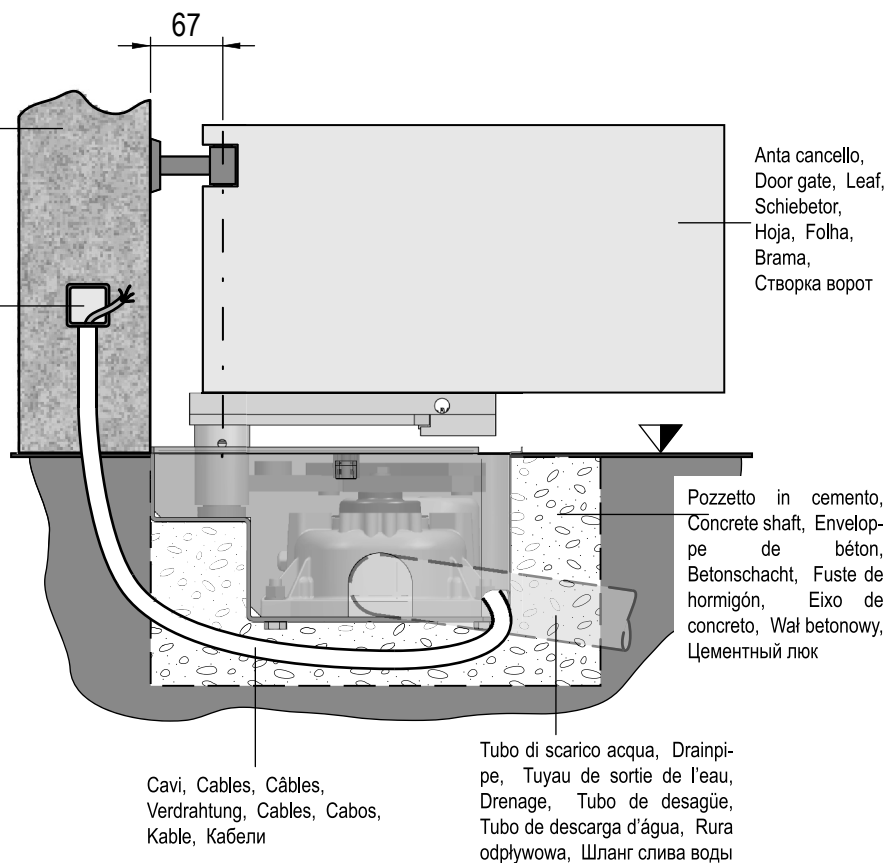 67
Anta cancello,
Door gate, Leaf,
Schiebetor,
Hoja, Folha,
Brama,
Створка ворот
Pozzetto in cemento,
Concrete shaft, Envelop-
pe de béton,
Betonschacht, Fuste de
hormigón, Eixo de
concreto, Wał betonowy,
Цементный люк
Tubo di scarico acqua, Drainpi-
pe, Tuyau de sortie de l'eau,
Drenage, Tubo de desagüe,
Tubo de descarga d'água, Rura
odpływowa, Шланг слива воды
Cavi, Cables, Câbles,
Verdrahtung, Cables, Cabos,
Kable, Кабели